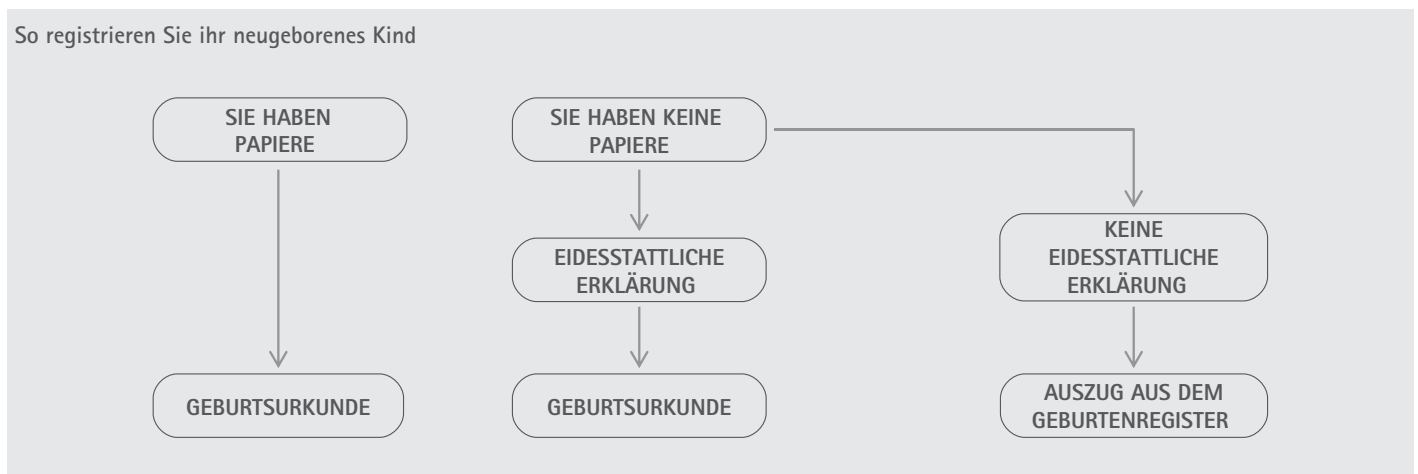 So registrieren Sie ihr neugeborenes Kind
SIE HABEN
PAPIERE
SIE HABEN KEINE
PAPIERE
EIDESSTATTLICHE
ERKLÄRUNG
KEINE
EIDESSTATTLICHE
ERKLÄRUNG
GEBURTSURKUNDE
GEBURTSURKUNDE
AUSZUG AUS DEM
GEBURTENREGISTER